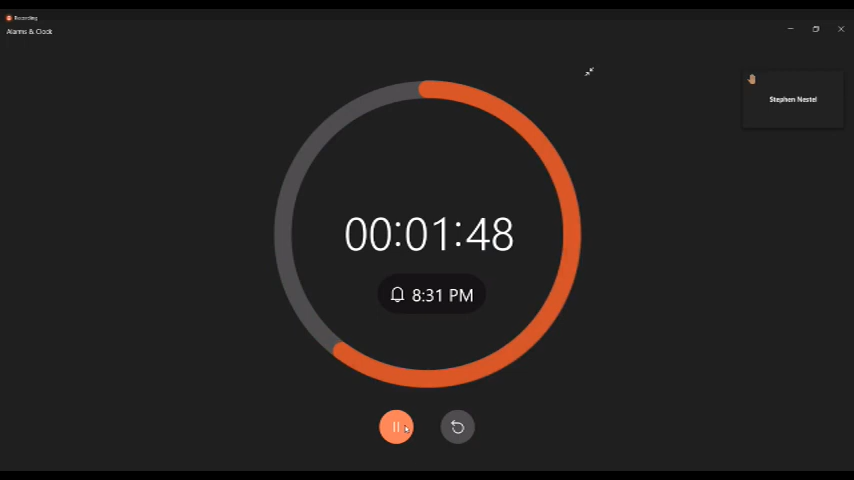 Recording
Alarms & Clock
Stephen Nestel
00:01:48
8:31 PM